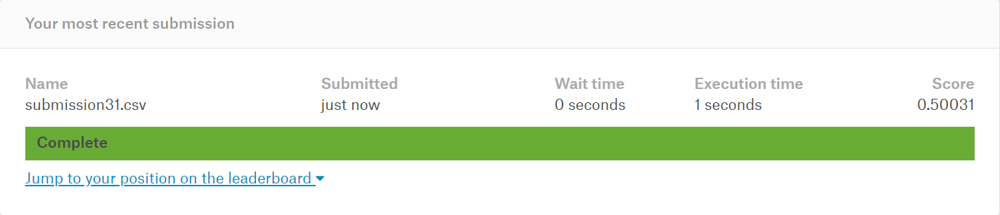 Your most recent submission
Name Submitted Wait time Execution time Score
submission31.csv just now 0 seconds 1 seconds 0.50031
Complete
Jump to your position on the leaderboard